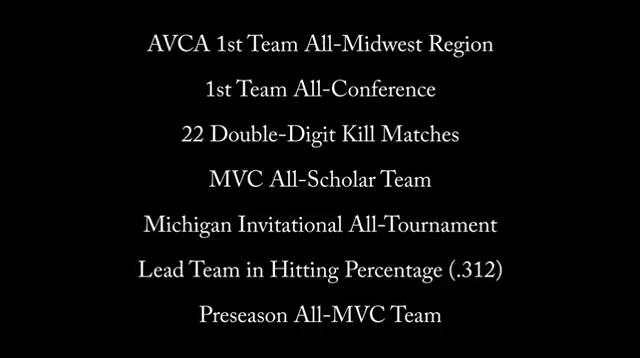 AVCA 1st Team All-Midwest Region
1st Team All-Conference
22 Double-Digit Kill Matches
MVC All-Scholar Team
Michigan Invitational All-Tournament
Lead Team in Hitting Percentage (.312)
Preseason All-MVC Team